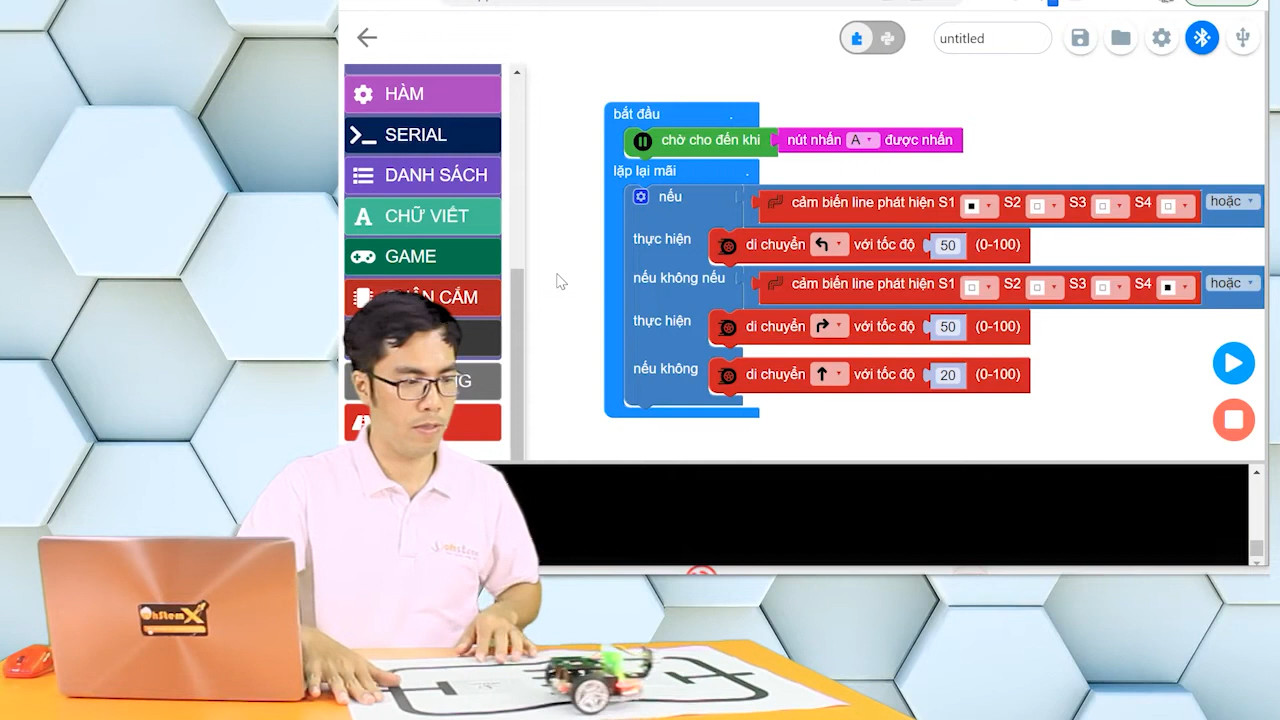 untitled
HÀM
SERIAL
DANH SÁCH
CHỮ VIẾT
GAME
CẮM
G
bắt đầu
chờ cho đến khi nút nhấn A được nhấn
lặp lại mãi
nếu cảm biến line phát hiện S1 S2 S3 S4 hoặc
thực hiện di chuyển với tốc độ 50 (0-100)
nếu không nếu cảm biến line phát hiện S1 S2 S3 S4 hoặc
thực hiện di chuyển với tốc độ 50 (0-100)
nếu không di chuyển với tốc độ 20 (0-100)
OhStem X